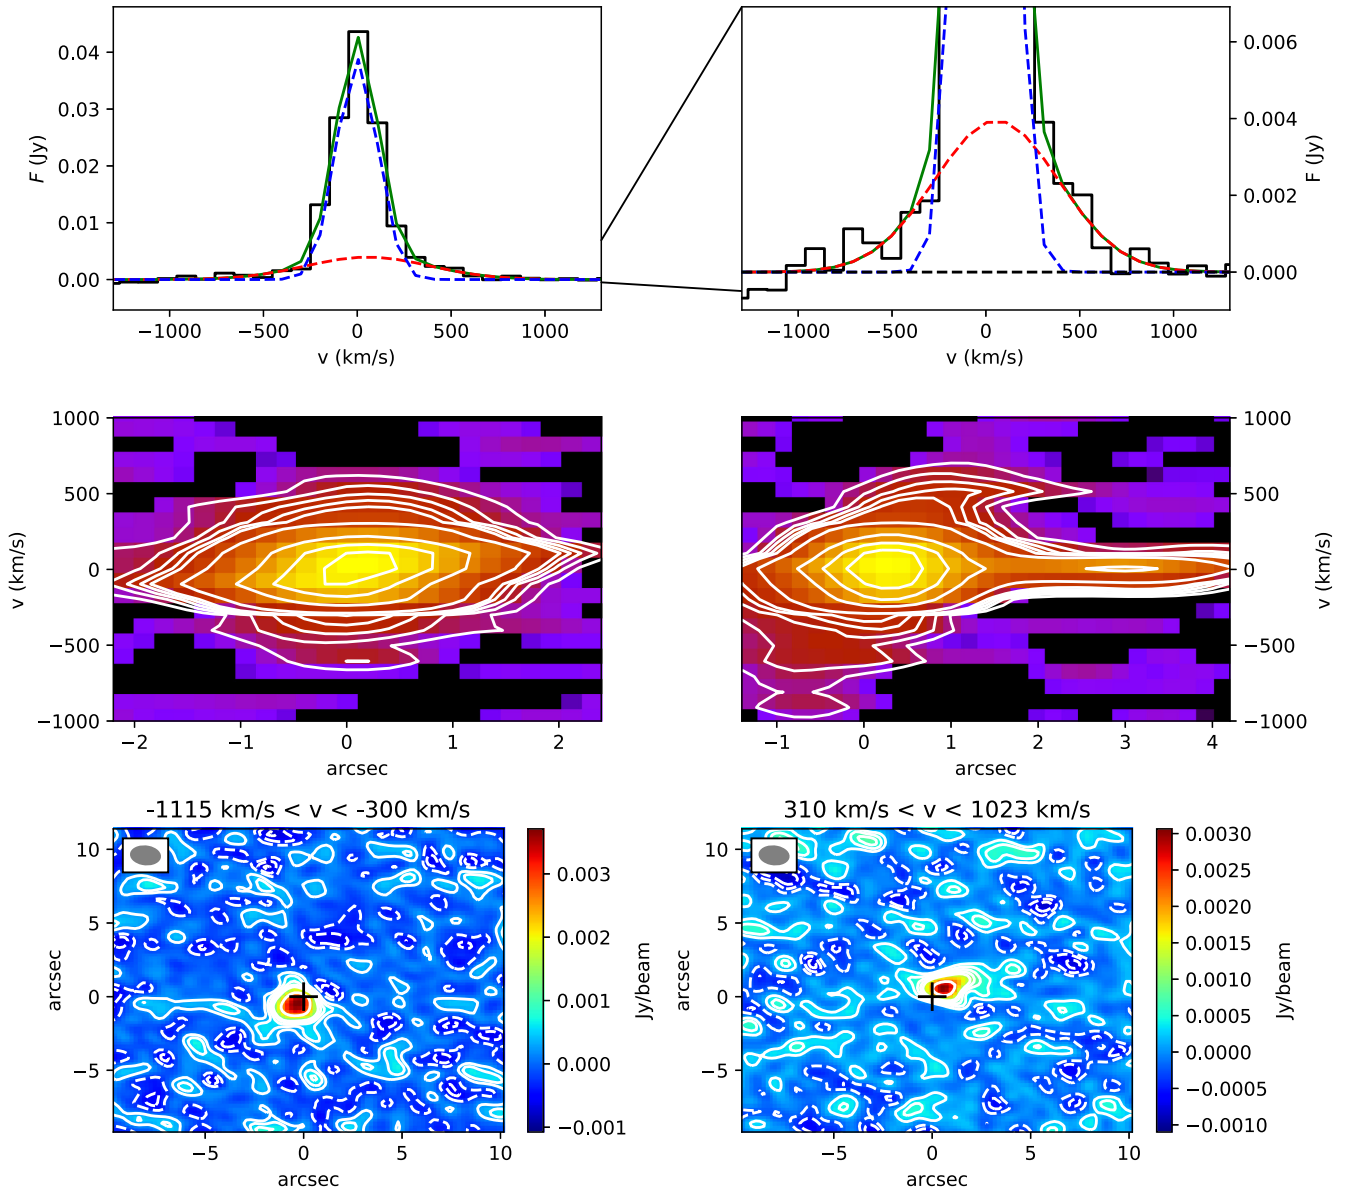 0.04
0.03
0.02
0.01
0.00
F (Jy)
−1000 −500 0 500 1000
v (km/s)
0.006
0.004
0.002
0.000
F (Jy)
−1000 −500 0 500 1000
v (km/s)
1000
500
0
−500
−1000
v (km/s)
−2 −1 0 1 2
arcsec
1000
500
0
−500
−1000
v (km/s)
−1 0 1 2 3 4
arcsec
-1115 km/s < v < -300 km/s
10
5
0
−5
arcsec
−5 0 5 10
arcsec
0.003
0.002
0.001
0.000
−0.001
Jy/beam
310 km/s < v < 1023 km/s
10
5
0
−5
arcsec
−5 0 5 10
arcsec
0.0030
0.0025
0.0020
0.0015
0.0010
0.0005
0.0000
−0.0005
−0.0010
Jy/beam